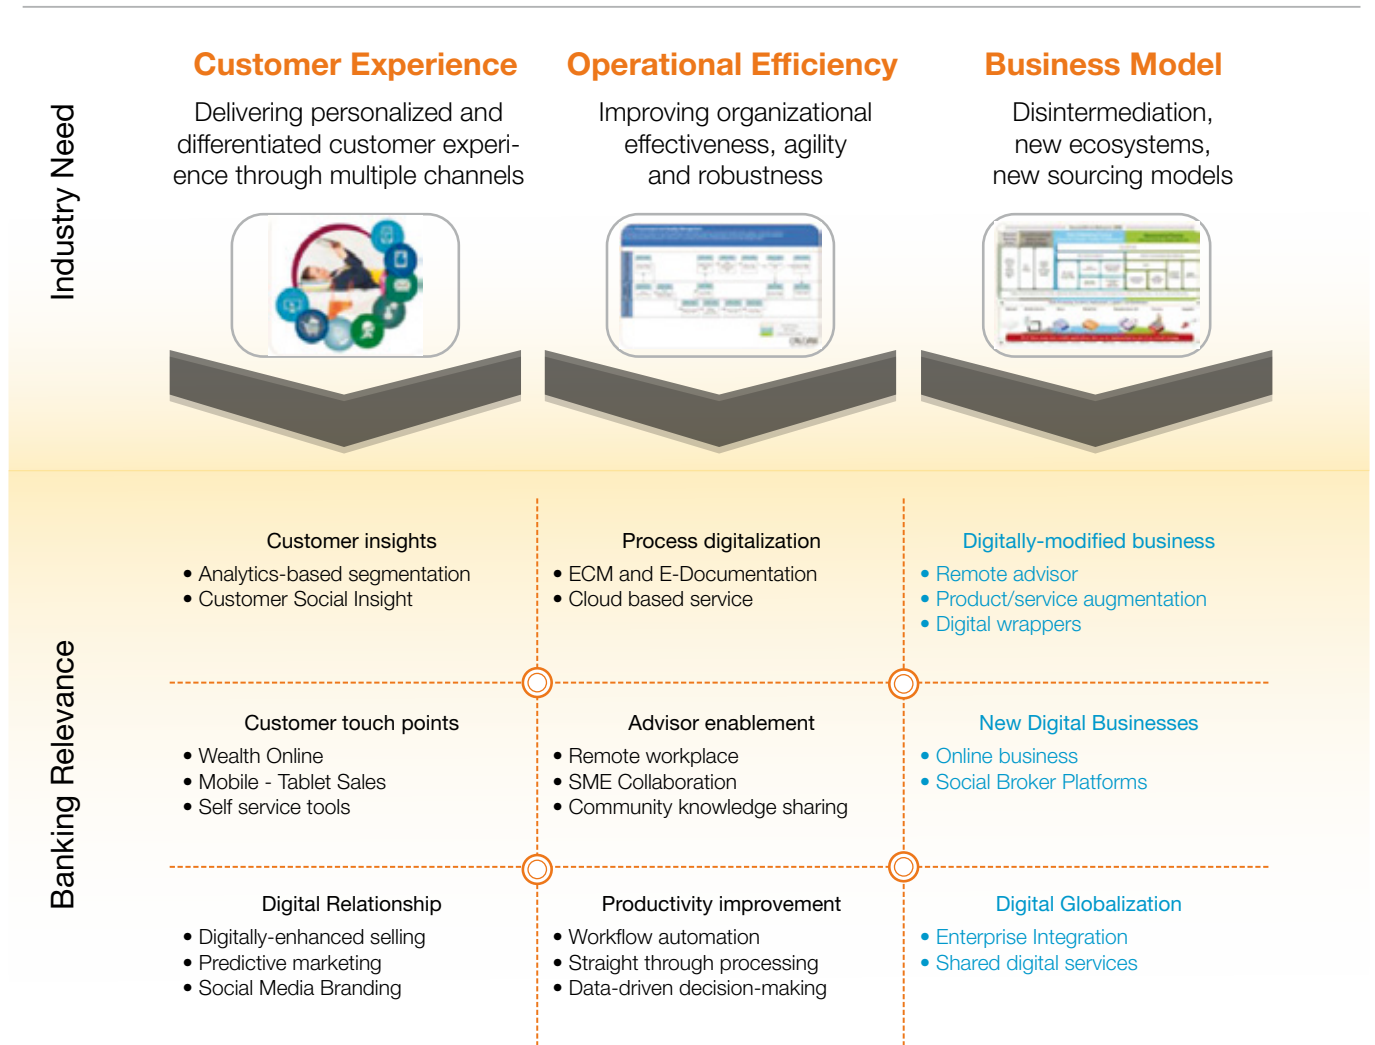 Industry Need
Customer Experience
Delivering personalized and
differentiated customer experi-
ence through multiple channels
Operational Efficiency
Improving organizational
effectiveness, agility
and robustness
Business Model
Disintermediation,
new ecosystems,
new sourcing models
Banking Relevance
Customer insights
• Analytics-based segmentation
• Customer Social Insight
Process digitalization
• ECM and E-Documentation
• Cloud based service
Digitally-modified business
• Remote advisor
• Product/service augmentation
• Digital wrappers
Customer touch points
• Wealth Online
• Mobile - Tablet Sales
• Self service tools
Advisor enablement
• Remote workplace
• SME Collaboration
• Community knowledge sharing
New Digital Businesses
• Online business
• Social Broker Platforms
Digital Relationship
• Digitally-enhanced selling
• Predictive marketing
• Social Media Branding
Productivity improvement
• Workflow automation
• Straight through processing
• Data-driven decision-making
Digital Globalization
• Enterprise Integration
• Shared digital services